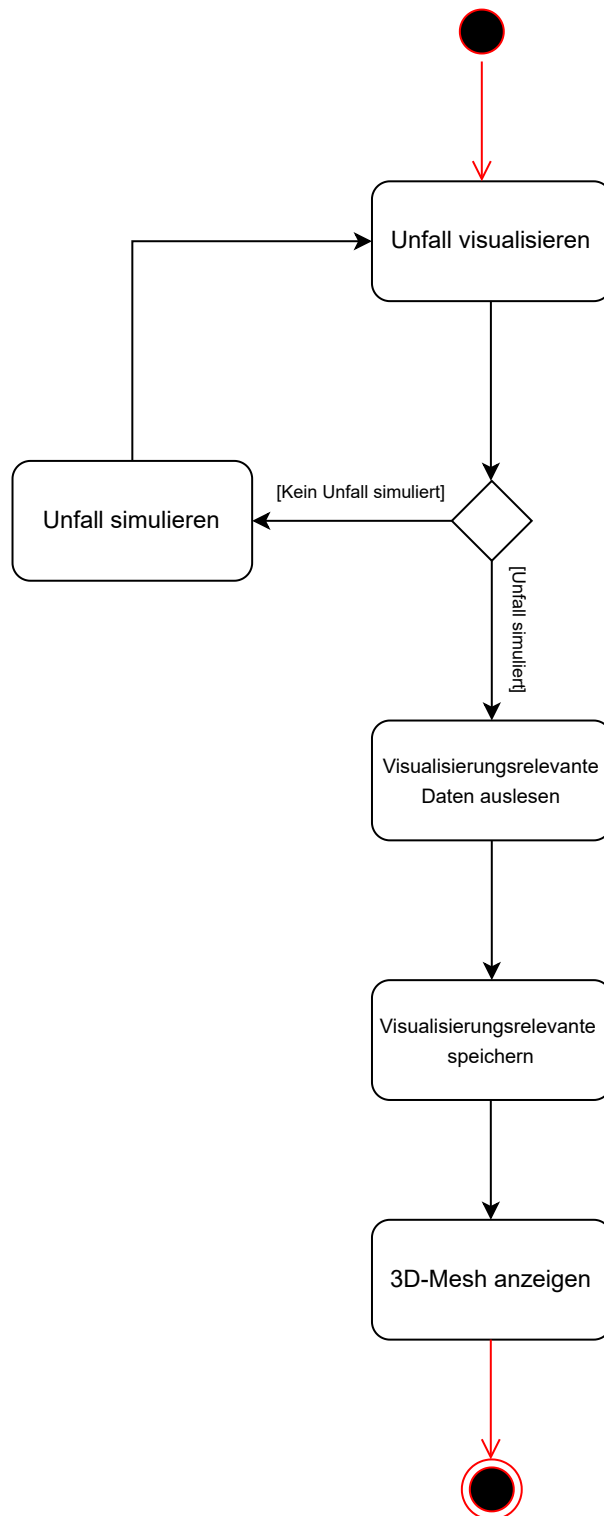 Unfall visualisieren
[Kein Unfall simuliert]
Unfall simulieren
[Unfall simuliert]
Visualisierungsrelevante
Daten auslesen
Visualisierungsrelevante
speichern
3D-Mesh anzeigen